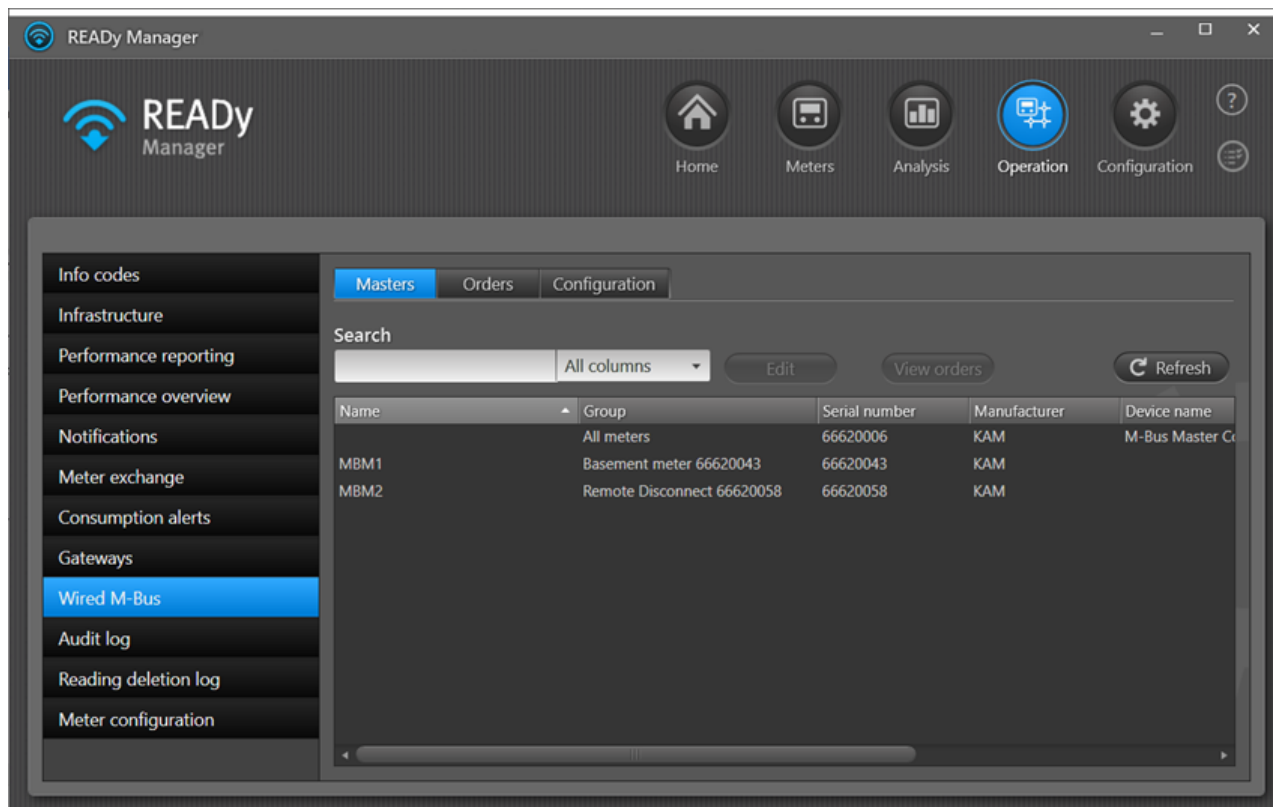 READy Manager
READy
Manager
?
Home Meters Analysis Operation Configuration
Info codes
Infrastructure
Performance reporting
Performance overview
Notifications
Meter exchange
Consumption alerts
Gateways
Wired M-Bus
Audit log
Reading deletion log
Meter configuration
Masters Orders Configuration
Search
All columns Edit View orders Refresh
Name Group Serial number Manufacturer Device name
All meters 66620006 KAM M-Bus Master Co
MBM1 Basement meter 66620043 66620043 KAM
MBM2 Remote Disconnect 66620058 66620058 KAM